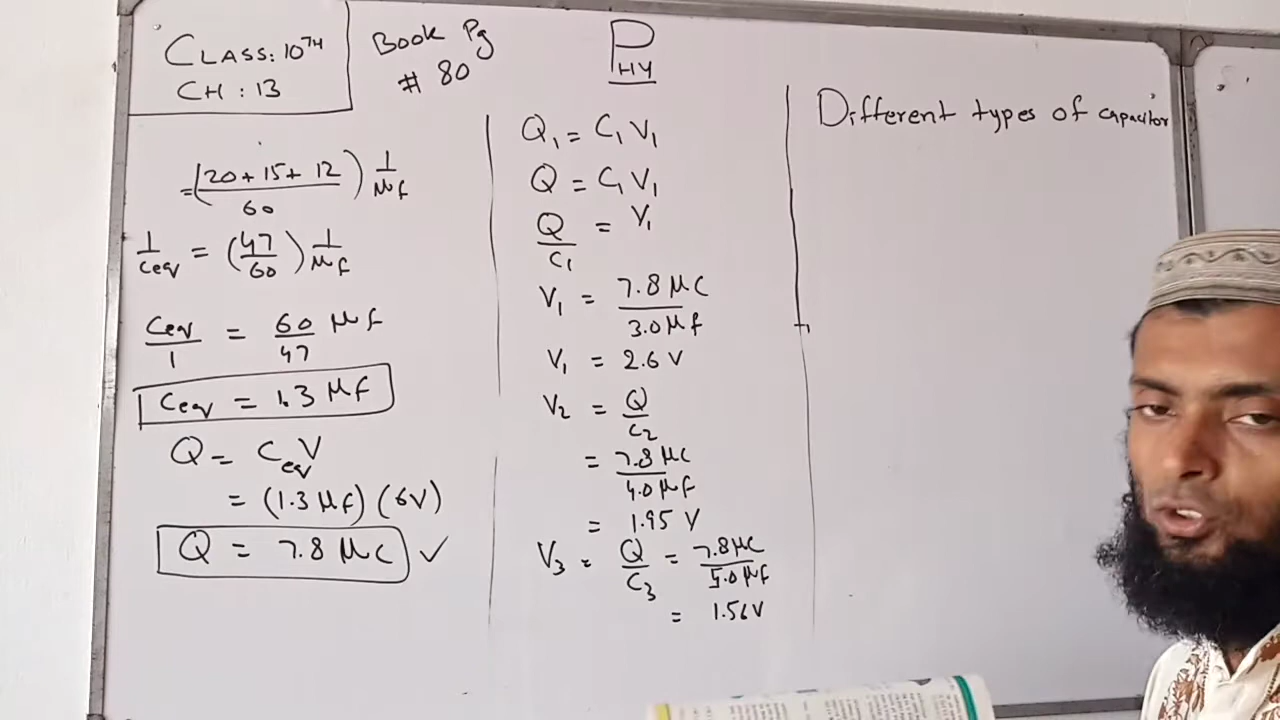 CLASS: 10TH
CH : 13
Book Pg
# 80
PHY
= (20 + 15 + 12 / 60) 1/μf
1/Ceq = (47/60) 1/μf
Ceq/1 = 60/47 μf
Ceq = 1.3 μf
Q = CeqV
= (1.3 μf) (6V)
Q = 7.8 μC ✓
Q₁ = C₁ V₁
Q = C₁ V₁
Q/C₁ = V₁
V₁ = 7.8 μC / 3.0 μf
V₁ = 2.6 V
V₂ = Q/C₂
= 7.8 μC / 4.0 μf
= 1.95 V
V₃ = Q/C₃ = 7.8 μC / 5.0 μf
= 1.56V
Different types of capacitor